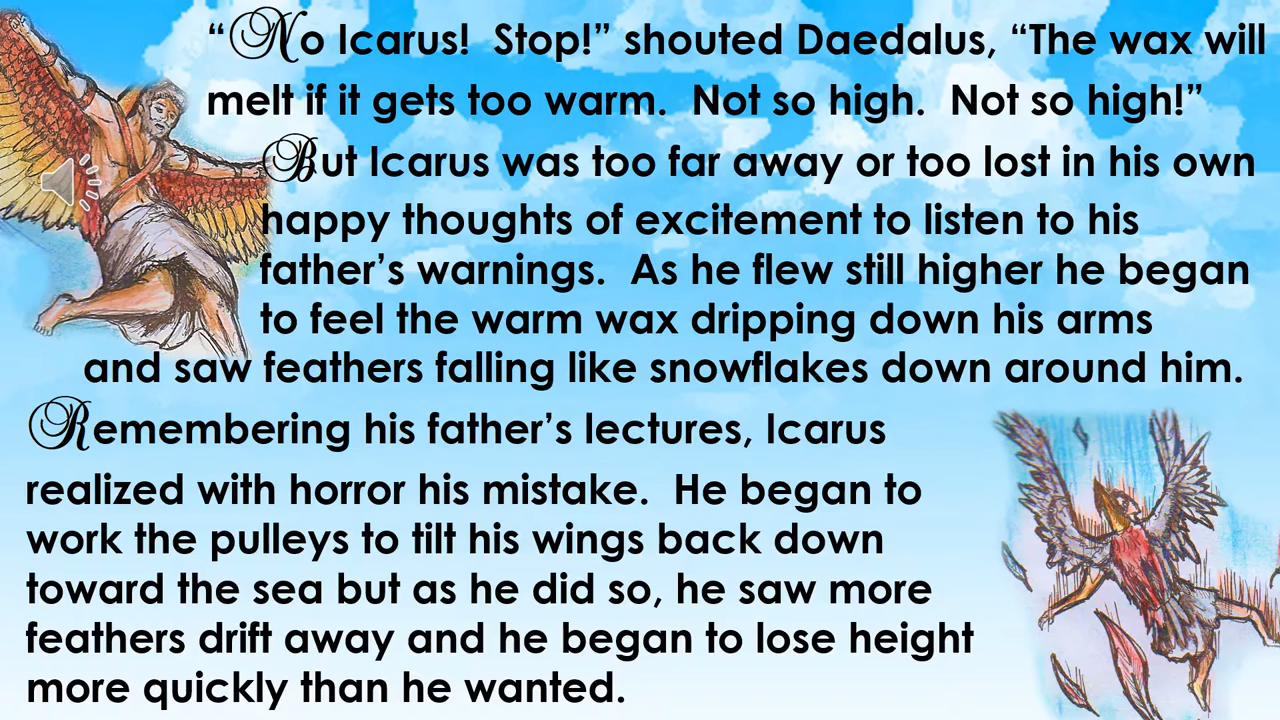 “No Icarus!  Stop!” shouted Daedalus, “The wax will
melt if it gets too warm.  Not so high.  Not so high!”
But Icarus was too far away or too lost in his own
happy thoughts of excitement to listen to his
father’s warnings.  As he flew still higher he began
to feel the warm wax dripping down his arms
and saw feathers falling like snowflakes down around him.
Remembering his father’s lectures, Icarus
realized with horror his mistake.  He began to
work the pulleys to tilt his wings back down
toward the sea but as he did so, he saw more
feathers drift away and he began to lose height
more quickly than he wanted.